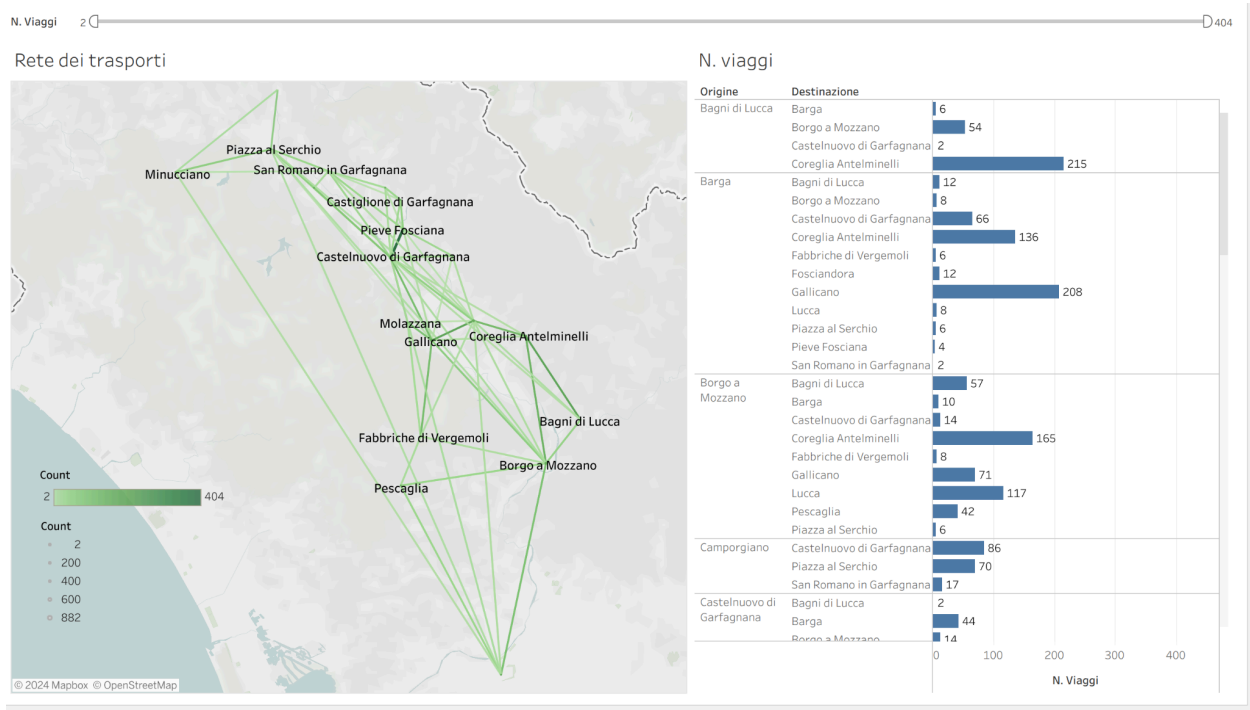 N. Viaggi
2
404
Rete dei trasporti
Piazza al Serchio
San Romano in Garfagnana
Minucciano
Castiglione di Garfagnana
Pieve Fosciana
Castelnuovo di Garfagnana
Molazzana
Coreglia Antelminelli
Gallicano
Bagni di Lucca
Fabbriche di Vergemoli
Borgo a Mozzano
Pescaglia
Count
2
404
Count
2
200
400
600
882
© 2024 Mapbox © OpenStreetMap
N. viaggi
Origine Destinazione
Bagni di Lucca Barga 6
Borgo a Mozzano 54
Castelnuovo di Garfagnana 2
Coreglia Antelminelli 215
Barga Bagni di Lucca 12
Borgo a Mozzano 8
Castelnuovo di Garfagnana 66
Coreglia Antelminelli 136
Fabbriche di Vergemoli 6
Fosciandora 12
Gallicano 208
Lucca 8
Piazza al Serchio 6
Pieve Fosciana 4
San Romano in Garfagnana 2
Borgo a Bagni di Lucca 57
Mozzano Barga 10
Castelnuovo di Garfagnana 14
Coreglia Antelminelli 165
Fabbriche di Vergemoli 8
Gallicano 71
Lucca 117
Pescaglia 42
Piazza al Serchio 6
Camporgiano Castelnuovo di Garfagnana 86
Piazza al Serchio 70
San Romano in Garfagnana 17
Castelnuovo di Bagni di Lucca 2
Garfagnana Barga 44
Borgo a Mozzano 14
0 100 200 300 400
N. Viaggi